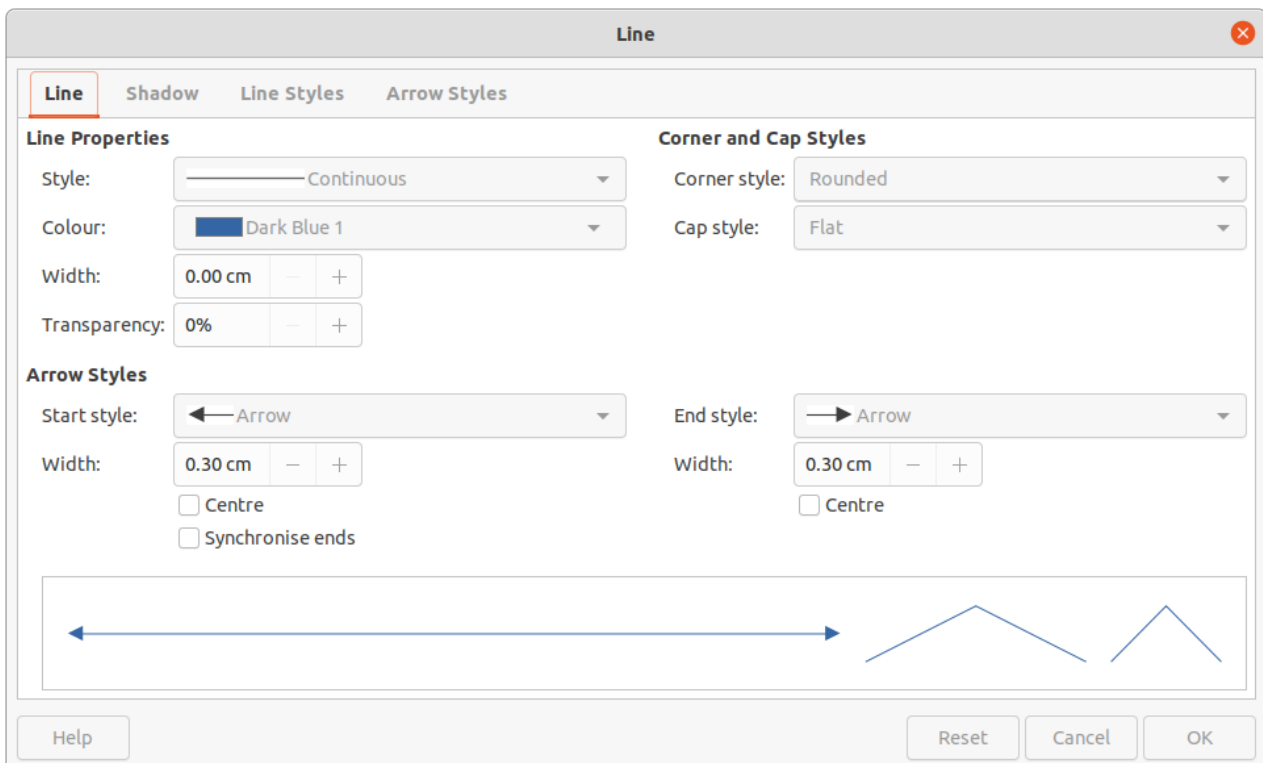 Line
Line Shadow Line Styles Arrow Styles
Line Properties
Style: Continuous
Colour: Dark Blue 1
Width: 0.00 cm − +
Transparency: 0% − +
Corner and Cap Styles
Corner style: Rounded
Cap style: Flat
Arrow Styles
Start style: Arrow
Width: 0.30 cm − +
Centre
Synchronise ends
End style: Arrow
Width: 0.30 cm − +
Centre
Help Reset Cancel OK